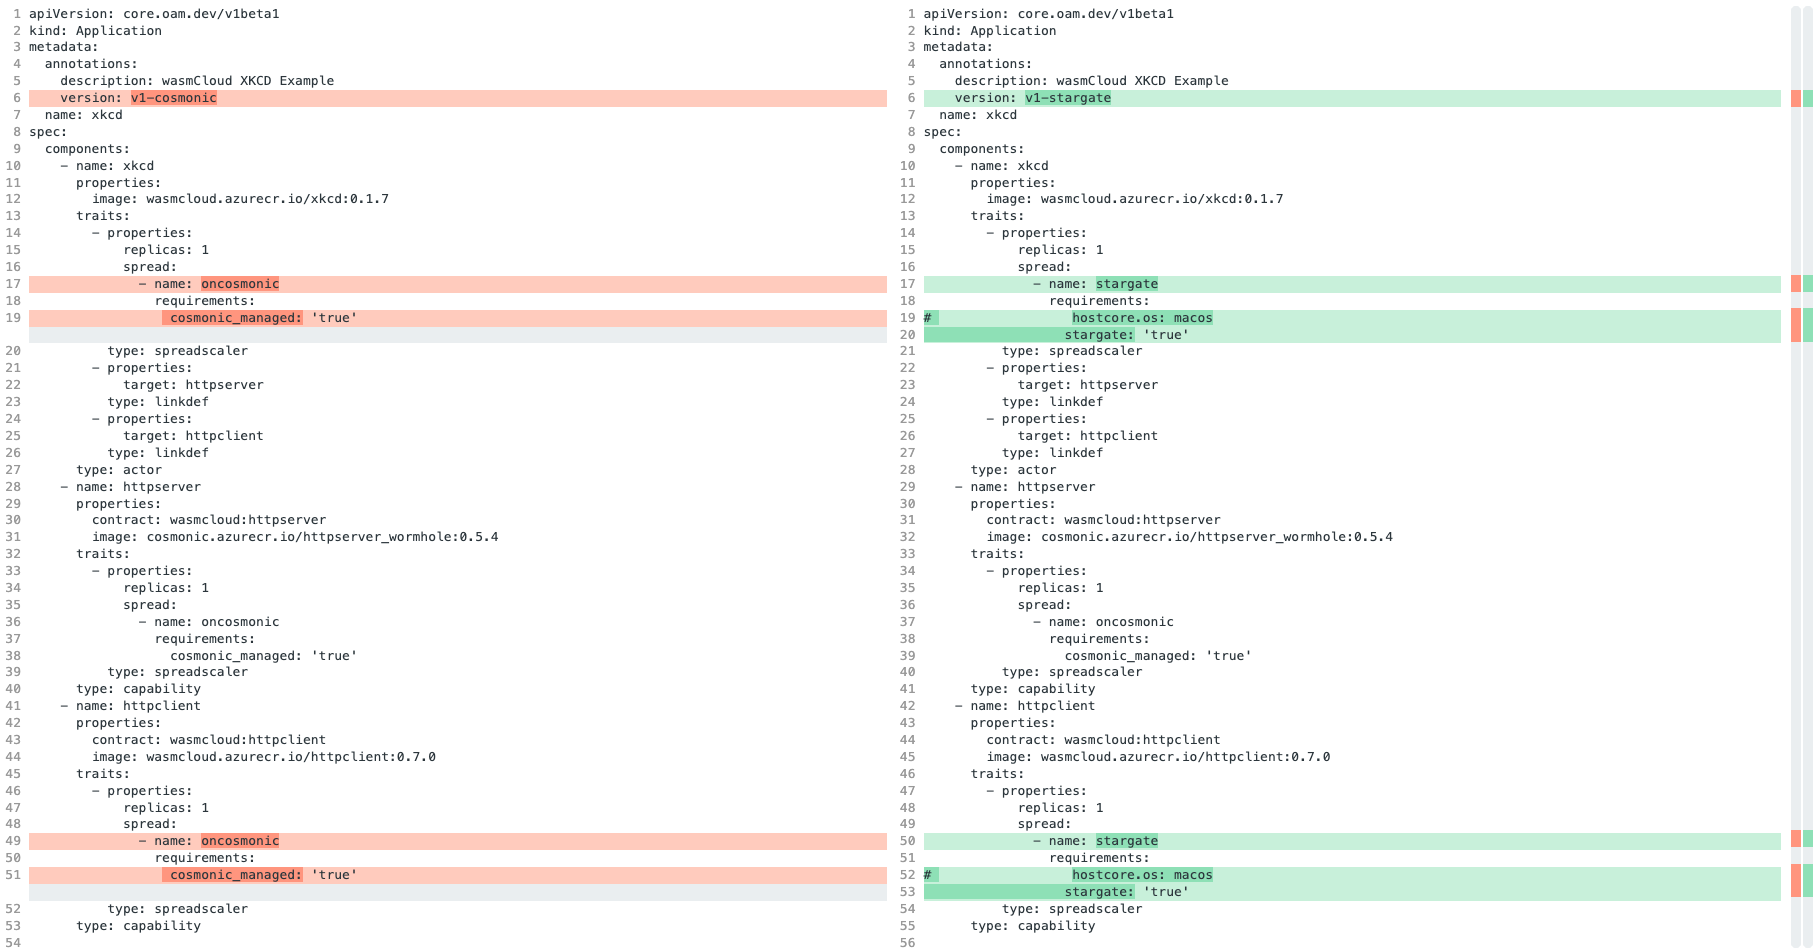 1 apiVersion: core.oam.dev/v1beta1
2 kind: Application
3 metadata:
4   annotations:
5     description: wasmCloud XKCD Example
6     version: v1-cosmonic
7   name: xkcd
8 spec:
9   components:
10     - name: xkcd
11       properties:
12         image: wasmcloud.azurecr.io/xkcd:0.1.7
13       traits:
14         - properties:
15             replicas: 1
16             spread:
17               - name: oncosmonic
18                 requirements:
19                   cosmonic_managed: 'true'
20           type: spreadscaler
21         - properties:
22             target: httpserver
23           type: linkdef
24         - properties:
25             target: httpclient
26           type: linkdef
27       type: actor
28     - name: httpserver
29       properties:
30         contract: wasmcloud:httpserver
31         image: cosmonic.azurecr.io/httpserver_wormhole:0.5.4
32       traits:
33         - properties:
34             replicas: 1
35             spread:
36               - name: oncosmonic
37                 requirements:
38                   cosmonic_managed: 'true'
39           type: spreadscaler
40       type: capability
41     - name: httpclient
42       properties:
43         contract: wasmcloud:httpclient
44         image: wasmcloud.azurecr.io/httpclient:0.7.0
45       traits:
46         - properties:
47             replicas: 1
48             spread:
49               - name: oncosmonic
50                 requirements:
51                   cosmonic_managed: 'true'
52           type: spreadscaler
53       type: capability
54
1 apiVersion: core.oam.dev/v1beta1
2 kind: Application
3 metadata:
4   annotations:
5     description: wasmCloud XKCD Example
6     version: v1-stargate
7   name: xkcd
8 spec:
9   components:
10     - name: xkcd
11       properties:
12         image: wasmcloud.azurecr.io/xkcd:0.1.7
13       traits:
14         - properties:
15             replicas: 1
16             spread:
17               - name: stargate
18                 requirements:
19 #                  hostcore.os: macos
20                   stargate: 'true'
21           type: spreadscaler
22         - properties:
23             target: httpserver
24           type: linkdef
25         - properties:
26             target: httpclient
27           type: linkdef
28       type: actor
29     - name: httpserver
30       properties:
31         contract: wasmcloud:httpserver
32         image: cosmonic.azurecr.io/httpserver_wormhole:0.5.4
33       traits:
34         - properties:
35             replicas: 1
36             spread:
37               - name: oncosmonic
38                 requirements:
39                   cosmonic_managed: 'true'
40           type: spreadscaler
41       type: capability
42     - name: httpclient
43       properties:
44         contract: wasmcloud:httpclient
45         image: wasmcloud.azurecr.io/httpclient:0.7.0
46       traits:
47         - properties:
48             replicas: 1
49             spread:
50               - name: stargate
51                 requirements:
52 #                  hostcore.os: macos
53                   stargate: 'true'
54           type: spreadscaler
55       type: capability
56